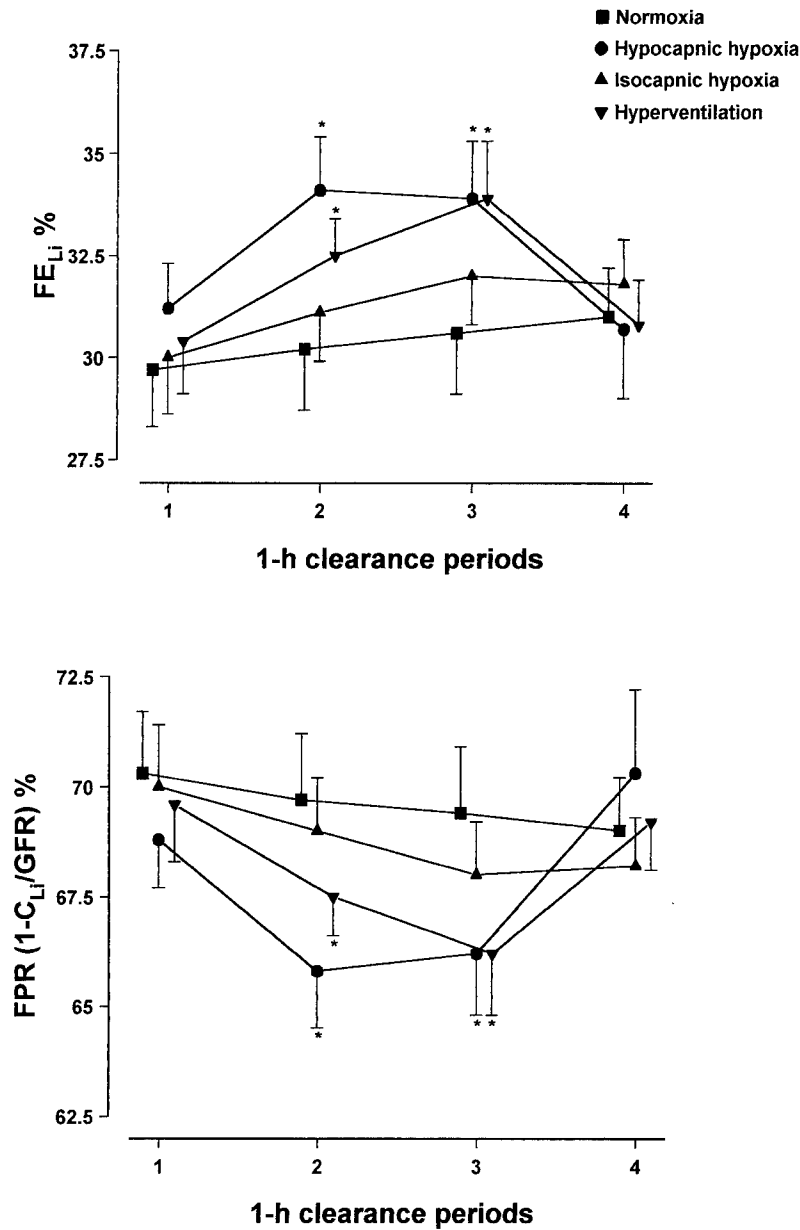 Normoxia
Hypocapnic hypoxia
Isocapnic hypoxia
Hyperventilation
37.5
35
32.5
30
27.5
FELi %
* * * *
1 2 3 4
1-h clearance periods
72.5
70
67.5
65
62.5
FPR (1-CLi/GFR) %
* * * *
1 2 3 4
1-h clearance periods